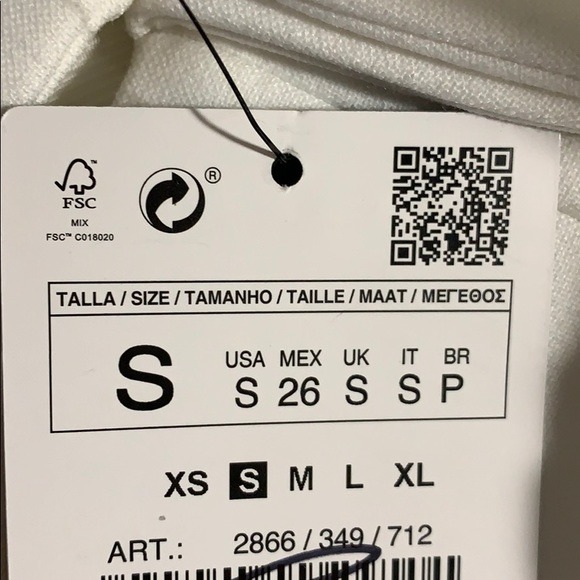 FSC™
MIX
FSC™ C018020
®
TALLA / SIZE / TAMANHO / TAILLE / MAAT / ΜΕΓΕΘΟΣ
S
USA MEX UK IT BR
S 26 S S P
XS S M L XL
ART.: 2866 / 349 / 712